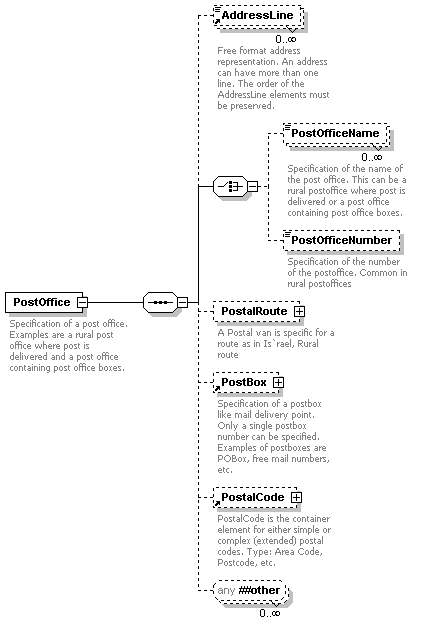 AddressLine
0..∞
Free format address
representation. An address
can have more than one
line. The order of the
AddressLine elements must
be preserved.
PostOfficeName
0..∞
Specification of the name of
the post office. This can be a
rural postoffice where post is
delivered or a post office
containing post office boxes.
PostOfficeNumber
Specification of the number
of the postoffice. Common in
rural postoffices
PostOffice
Specification of a post office.
Examples are a rural post
office where post is
delivered and a post office
containing post office boxes.
PostalRoute
A Postal van is specific for a
route as in Is`rael, Rural
route
PostBox
Specification of a postbox
like mail delivery point.
Only a single postbox
number can be specified.
Examples of postboxes are
POBox, free mail numbers,
etc.
PostalCode
PostalCode is the container
element for either simple or
complex (extended) postal
codes. Type: Area Code,
Postcode, etc.
any ##other
0..∞